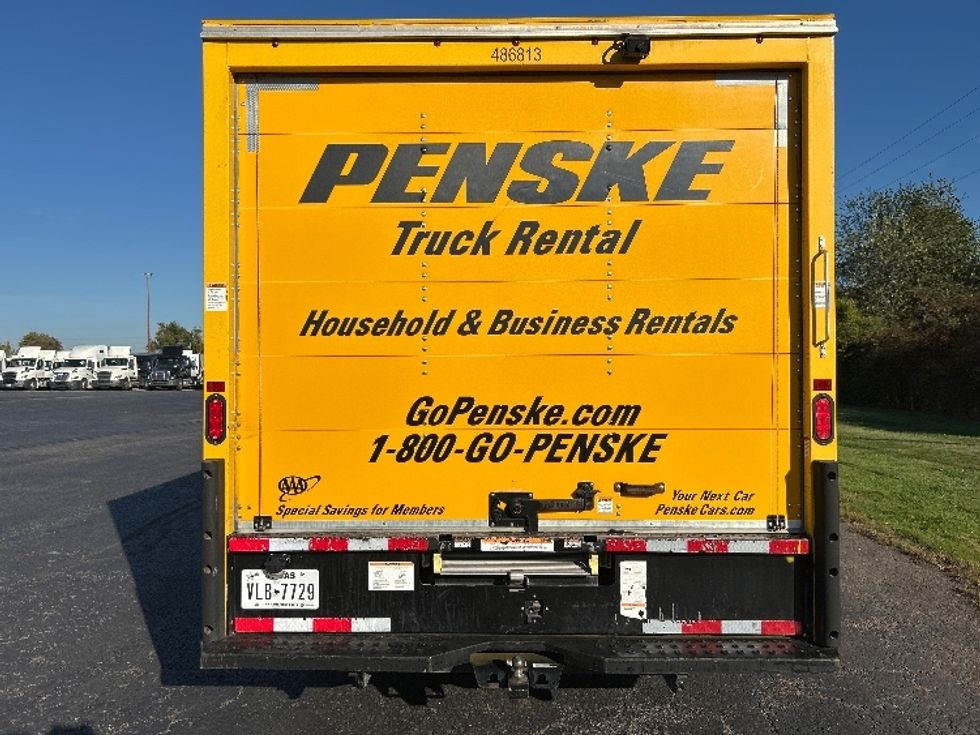 486813
PENSKE
Truck Rental
Household & Business Rentals
GoPenske.com
1-800-GO-PENSKE
AAA
Special Savings for Members
Your Next Car
PenskeCars.com
VLB 7729